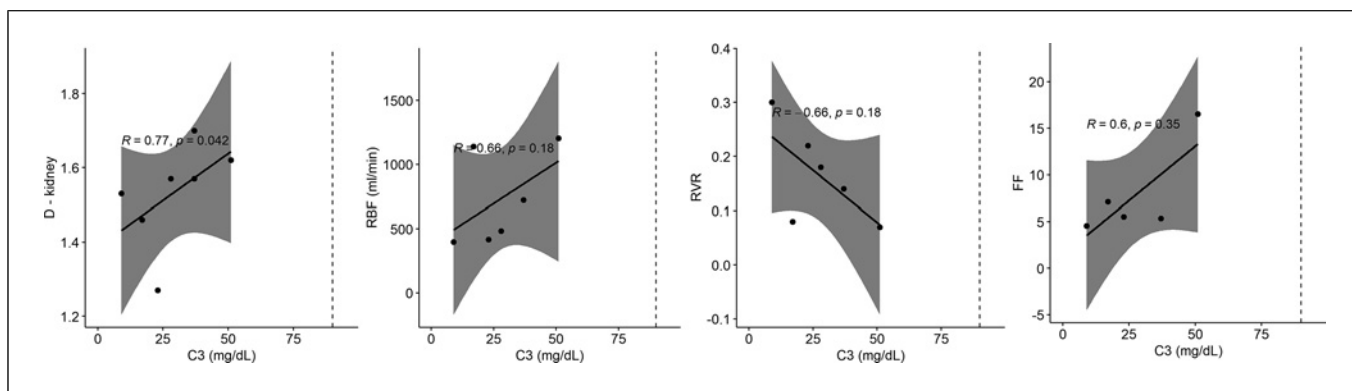 D - kidney
1.8
1.6
1.4
1.2
R = 0.77, p = 0.042
0 25 50 75
C3 (mg/dL)
RBF (ml/min)
1500
1000
500
0
R = 0.66, p = 0.18
0 25 50 75
C3 (mg/dL)
RVR
0.4
0.3
0.2
0.1
0.0
-0.1
R = −0.66, p = 0.18
0 25 50 75
C3 (mg/dL)
FF
20
15
10
5
0
-5
R = 0.6, p = 0.35
0 25 50 75
C3 (mg/dL)